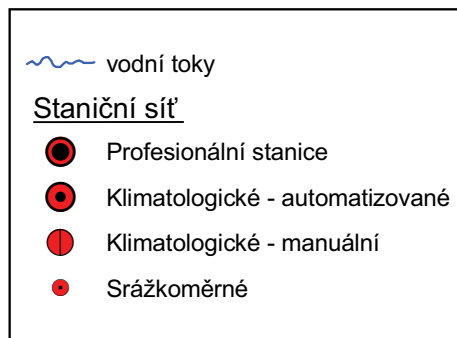 vodní toky
Staniční síť
Profesionální stanice
Klimatologické - automatizované
Klimatologické - manuální
Srážkoměrné